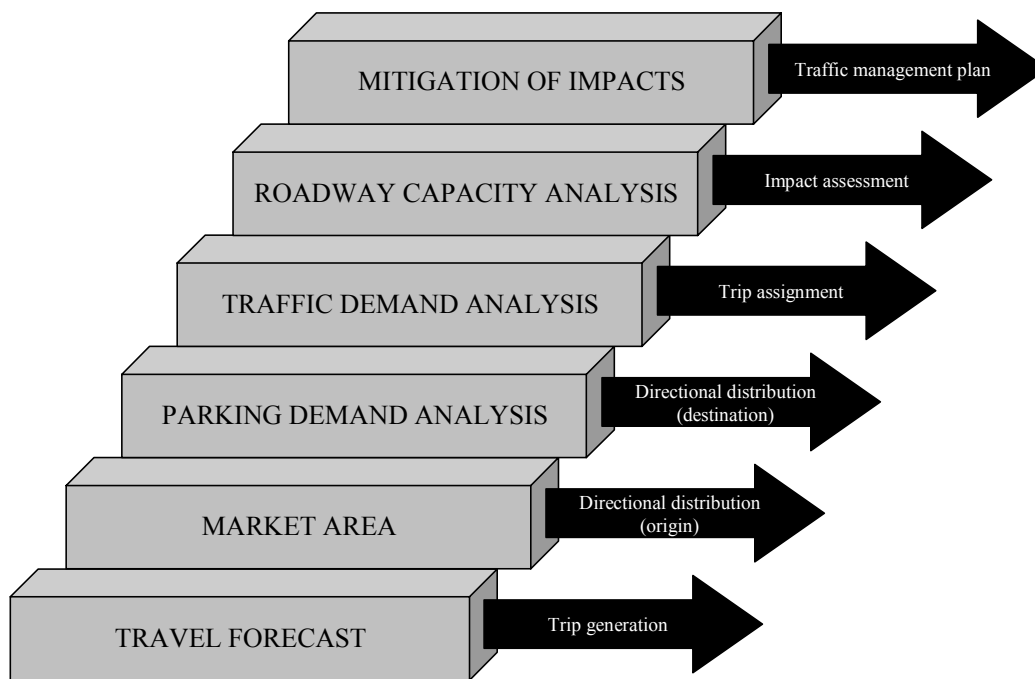 MITIGATION OF IMPACTS
Traffic management plan
ROADWAY CAPACITY ANALYSIS
Impact assessment
TRAFFIC DEMAND ANALYSIS
Trip assignment
PARKING DEMAND ANALYSIS
Directional distribution
(destination)
MARKET AREA
Directional distribution
(origin)
TRAVEL FORECAST
Trip generation